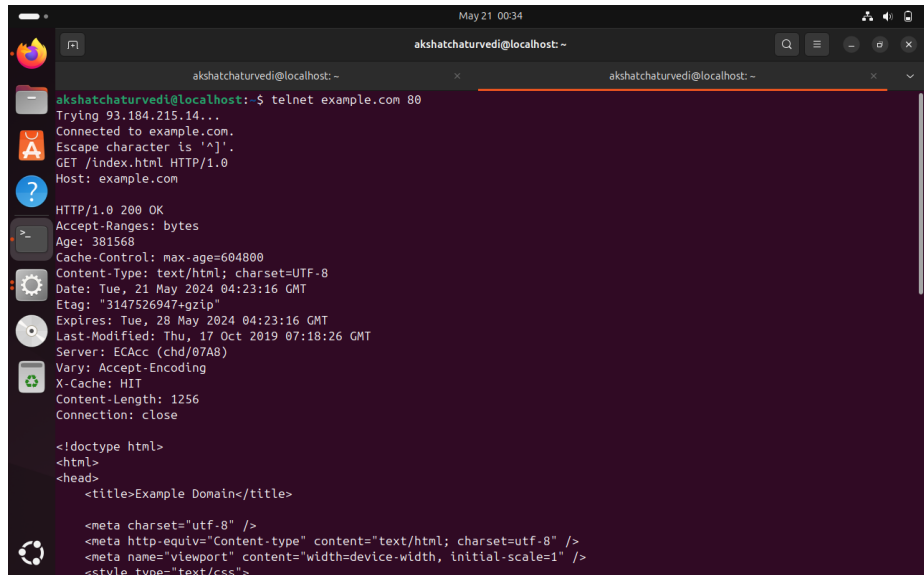 May 21 00:34
akshatchaturvedi@localhost: ~
akshatchaturvedi@localhost: ~
akshatchaturvedi@localhost: ~
akshatchaturvedi@localhost:~$ telnet example.com 80
Trying 93.184.215.14...
Connected to example.com.
Escape character is '^]'.
GET /index.html HTTP/1.0
Host: example.com

HTTP/1.0 200 OK
Accept-Ranges: bytes
Age: 381568
Cache-Control: max-age=604800
Content-Type: text/html; charset=UTF-8
Date: Tue, 21 May 2024 04:23:16 GMT
Etag: "3147526947+gzip"
Expires: Tue, 28 May 2024 04:23:16 GMT
Last-Modified: Thu, 17 Oct 2019 07:18:26 GMT
Server: ECAcc (chd/07A8)
Vary: Accept-Encoding
X-Cache: HIT
Content-Length: 1256
Connection: close

<!doctype html>
<html>
<head>
    <title>Example Domain</title>

    <meta charset="utf-8" />
    <meta http-equiv="Content-type" content="text/html; charset=utf-8" />
    <meta name="viewport" content="width=device-width, initial-scale=1" />
    <style type="text/css">